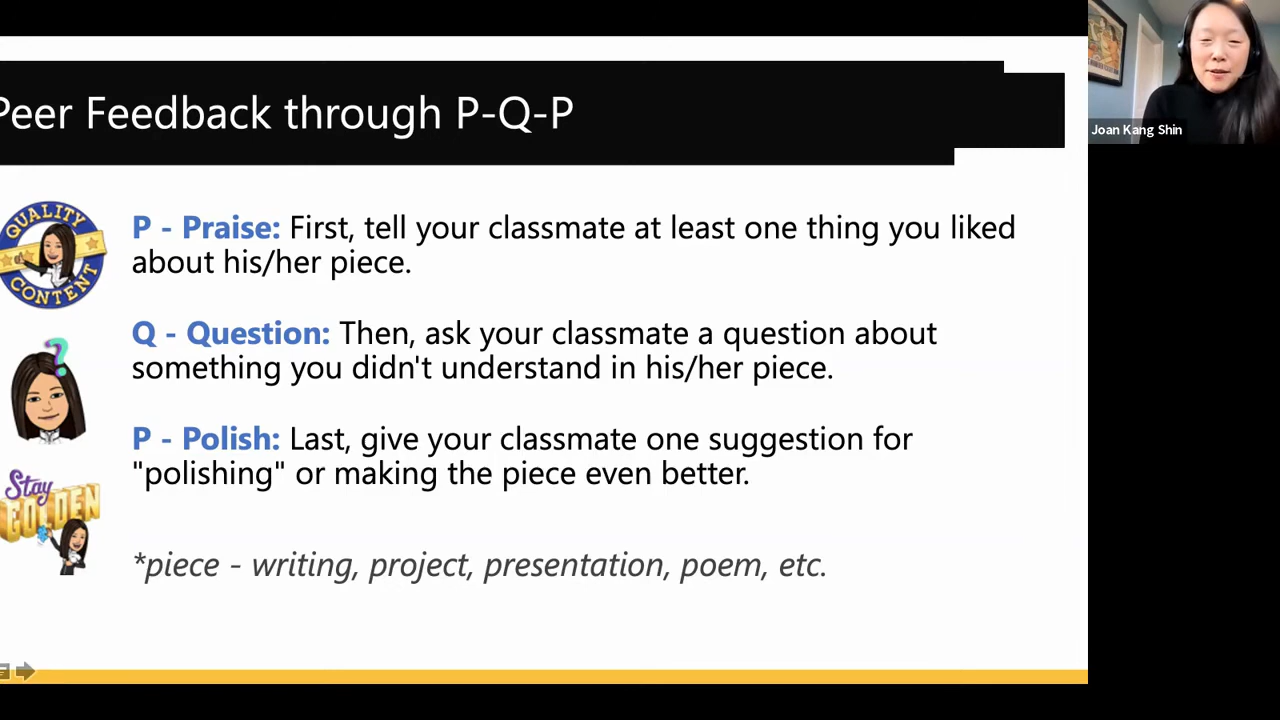 Peer Feedback through P-Q-P
Joan Kang Shin
QUALITY
CONTENT
P - Praise: First, tell your classmate at least one thing you liked
about his/her piece.
Q - Question: Then, ask your classmate a question about
something you didn't understand in his/her piece.
?
P - Polish: Last, give your classmate one suggestion for
"polishing" or making the piece even better.
Stay
GOLDEN
*piece - writing, project, presentation, poem, etc.